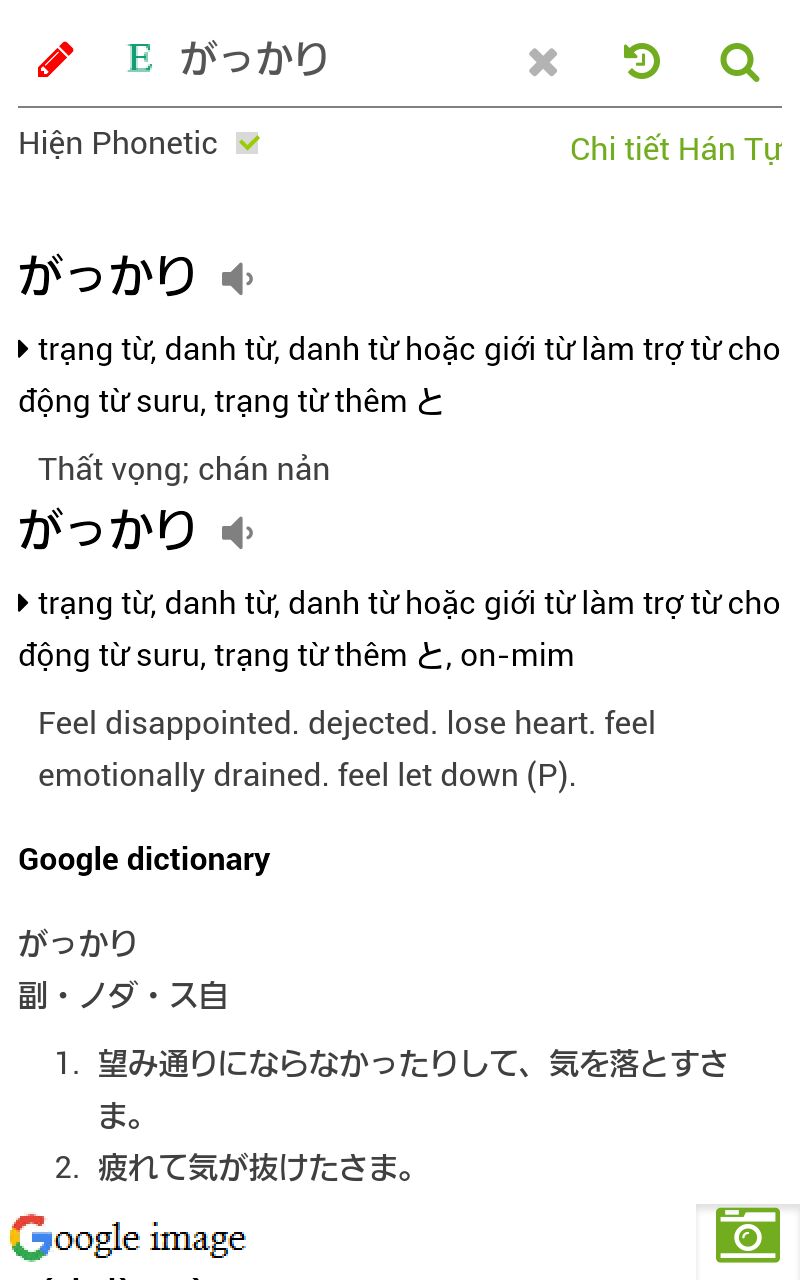 E がっかり
Hiện Phonetic
Chi tiết Hán Tự
がっかり
trạng từ, danh từ, danh từ hoặc giới từ làm trợ từ cho
động từ suru, trạng từ thêm と
Thất vọng; chán nản
がっかり
trạng từ, danh từ, danh từ hoặc giới từ làm trợ từ cho
động từ suru, trạng từ thêm と, on-mim
Feel disappointed. dejected. lose heart. feel
emotionally drained. feel let down (P).
Google dictionary
がっかり
副・ノダ・ス自
1. 望み通りにならなかったりして、気を落とすさ
ま。
2. 疲れて気が抜けたさま。
Google image